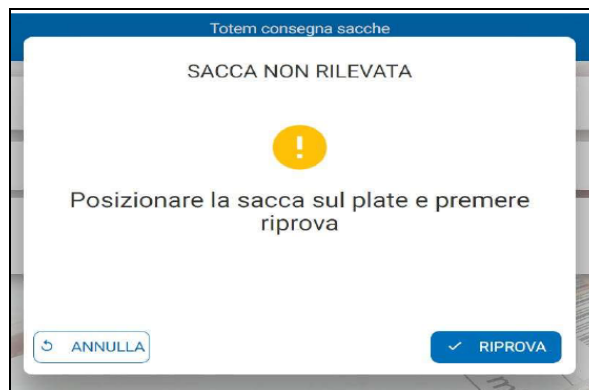 Totem consegna sacche
SACCA NON RILEVATA
!
Posizionare la sacca sul plate e premere
riprova
ANNULLA
RIPROVA